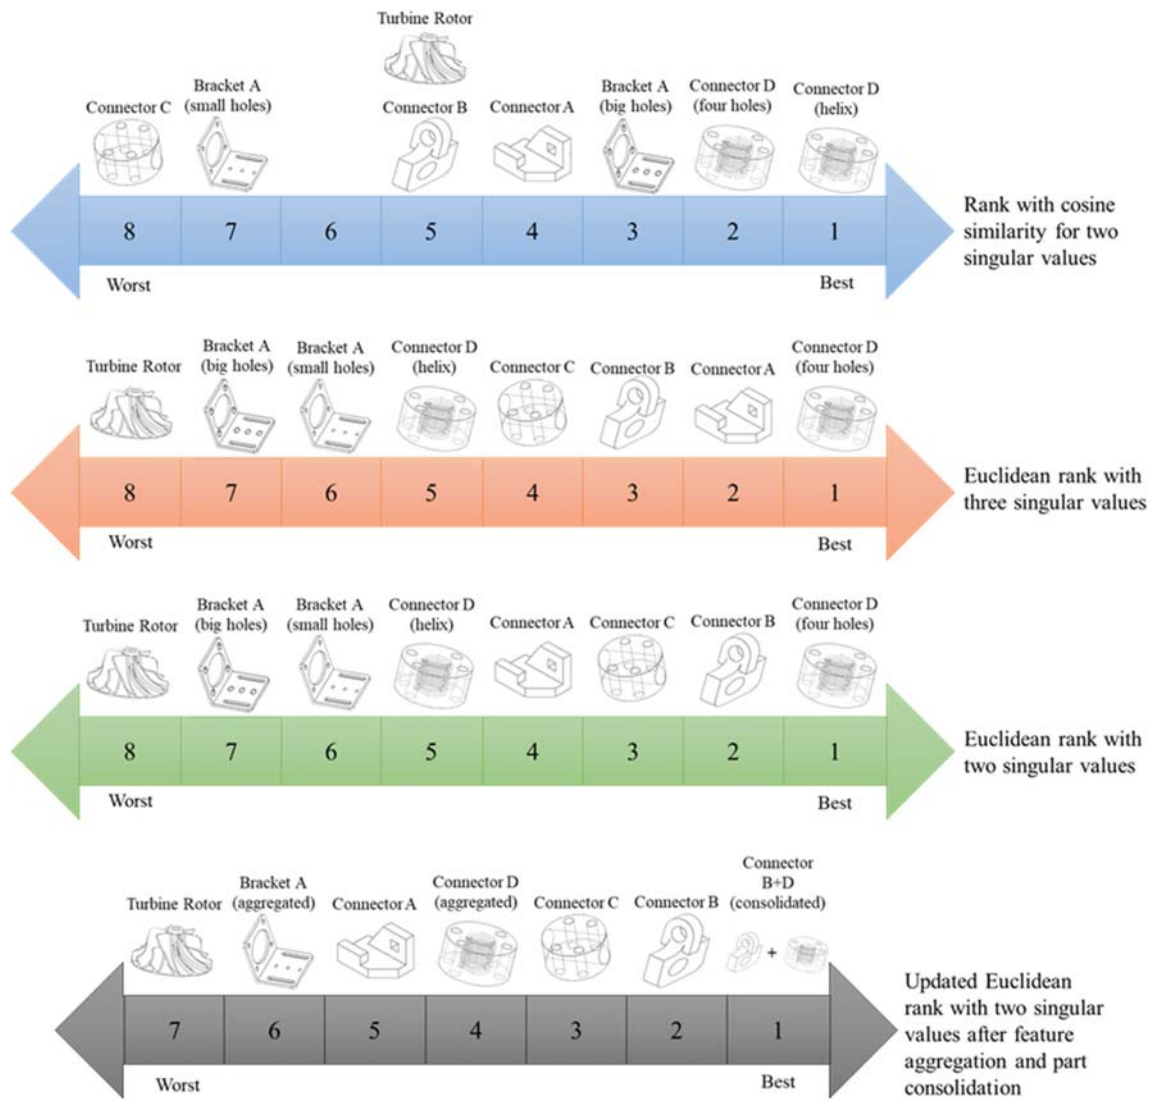 Turbine Rotor
Connector C
Bracket A
(small holes)
Connector B
Connector A
Bracket A
(big holes)
Connector D
(four holes)
Connector D
(helix)
8 7 6 5 4 3 2 1
Worst
Best
Rank with cosine
similarity for two
singular values
Turbine Rotor
Bracket A
(big holes)
Bracket A
(small holes)
Connector D
(helix)
Connector C
Connector B
Connector A
Connector D
(four holes)
8 7 6 5 4 3 2 1
Worst
Best
Euclidean rank with
three singular values
Turbine Rotor
Bracket A
(big holes)
Bracket A
(small holes)
Connector D
(helix)
Connector A
Connector C
Connector B
Connector D
(four holes)
8 7 6 5 4 3 2 1
Worst
Best
Euclidean rank with
two singular values
Turbine Rotor
Bracket A
(aggregated)
Connector A
Connector D
(aggregated)
Connector C
Connector B
Connector
B+D
(consolidated)
+
7 6 5 4 3 2 1
Worst
Best
Updated Euclidean
rank with two singular
values after feature
aggregation and part
consolidation